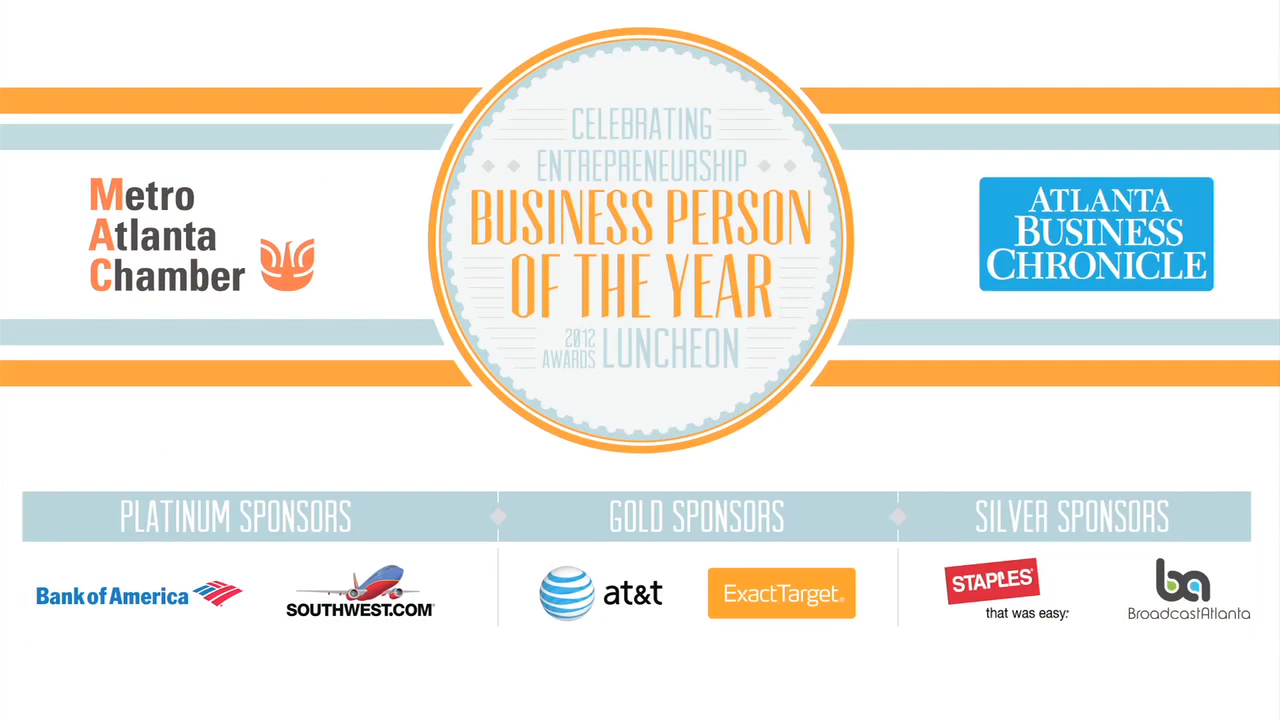 CELEBRATING
ENTREPRENEURSHIP
BUSINESS PERSON
OF THE YEAR
2012
AWARDS LUNCHEON
Metro
Atlanta
Chamber
ATLANTA
BUSINESS
CHRONICLE
PLATINUM SPONSORS
GOLD SPONSORS
SILVER SPONSORS
Bank of America
SOUTHWEST.COM®
at&t
ExactTarget®
STAPLES®
that was easy.℠
ba
BroadcastAtlanta